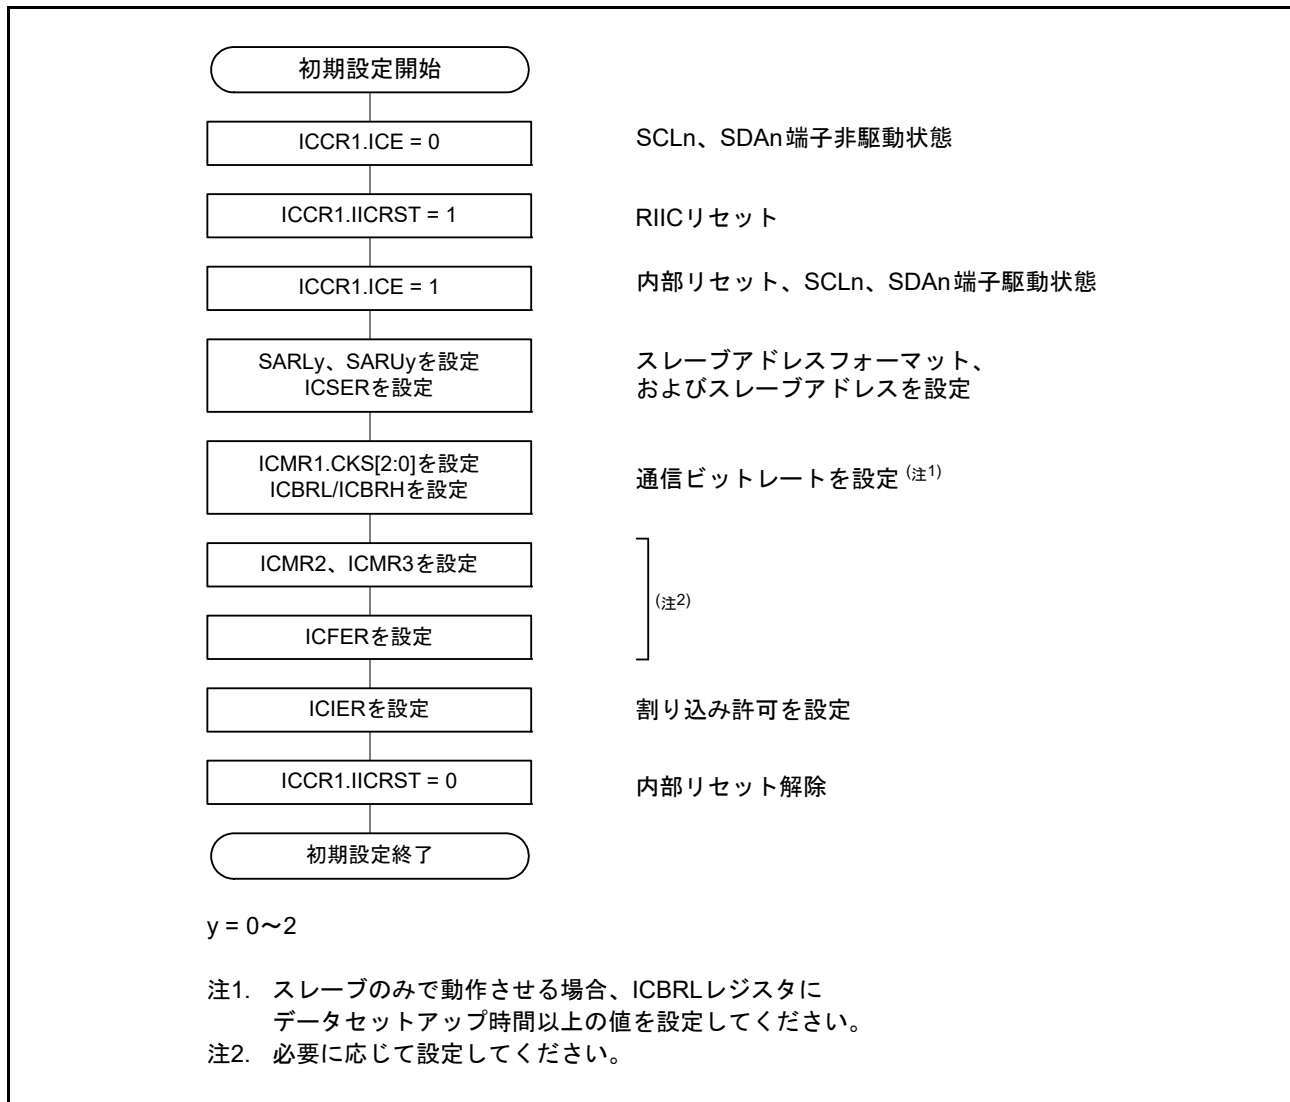 初期設定開始
ICCR1.ICE = 0
SCLn、SDAn端子非駆動状態
ICCR1.IICRST = 1
RIICリセット
ICCR1.ICE = 1
内部リセット、SCLn、SDAn端子駆動状態
SARLy、SARUyを設定
ICSERを設定
スレーブアドレスフォーマット、
およびスレーブアドレスを設定
ICMR1.CKS[2:0]を設定
ICBRL/ICBRHを設定
通信ビットレートを設定 (注1)
ICMR2、ICMR3を設定
(注2)
ICFERを設定
ICIERを設定
割り込み許可を設定
ICCR1.IICRST = 0
内部リセット解除
初期設定終了
y = 0〜2
注1. スレーブのみで動作させる場合、ICBRLレジスタに
データセットアップ時間以上の値を設定してください。
注2. 必要に応じて設定してください。